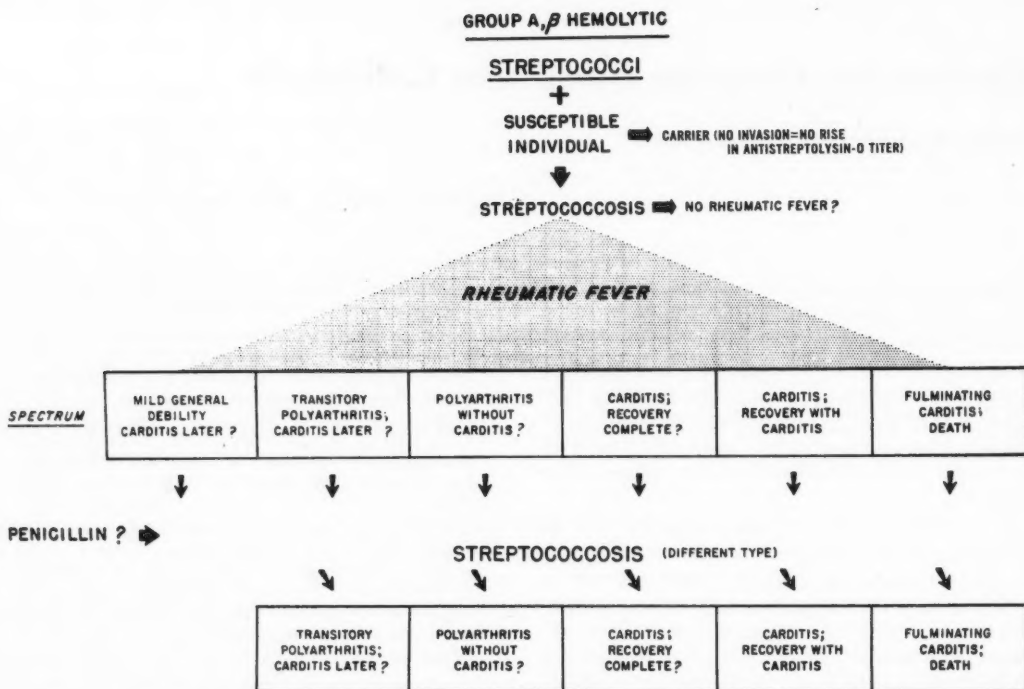 GROUP A, β HEMOLYTIC
STREPTOCOCCI
+
SUSCEPTIBLE
INDIVIDUAL
CARRIER (NO INVASION=NO RISE
IN ANTISTREPTOLYSIN-O TITER)
STREPTOCOCCOSIS
NO RHEUMATIC FEVER?
RHEUMATIC FEVER
SPECTRUM
MILD GENERAL
DEBILITY
CARDITIS LATER ?
TRANSITORY
POLYARTHRITIS;
CARDITIS LATER ?
POLYARTHRITIS
WITHOUT
CARDITIS?
CARDITIS;
RECOVERY
COMPLETE?
CARDITIS;
RECOVERY WITH
CARDITIS
FULMINATING
CARDITIS;
DEATH
PENICILLIN ?
STREPTOCOCCOSIS (DIFFERENT TYPE)
TRANSITORY
POLYARTHRITIS;
CARDITIS LATER?
POLYARTHRITIS
WITHOUT
CARDITIS?
CARDITIS;
RECOVERY
COMPLETE?
CARDITIS;
RECOVERY WITH
CARDITIS
FULMINATING
CARDITIS;
DEATH